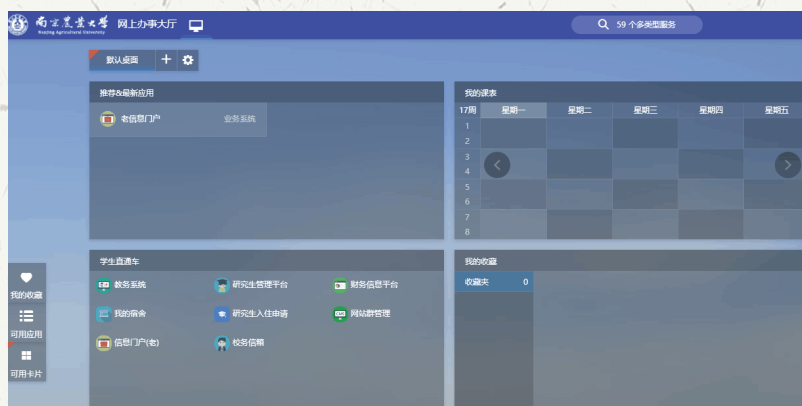 南京農業大學 网上办事大厅
Nanjing Agricultural University
59 个多类型服务
默认桌面
推荐&最新应用
老信息门户 业务系统
我的课表
17周 星期一 星期二 星期三 星期四 星期五
1
2
3
4
5
6
7
8
学生直通车
教务系统 研究生管理平台 财务信息平台
我的宿舍 研究生入住申请 网站群管理
信息门户(老) 校务信箱
我的收藏
收藏夹 0
我的收藏
可用应用
可用卡片